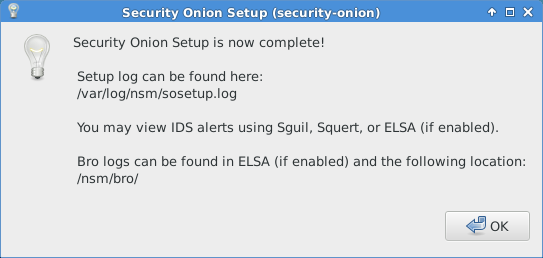 Security Onion Setup (security-onion)
Security Onion Setup is now complete!
Setup log can be found here:
/var/log/nsm/sosetup.log
You may view IDS alerts using Sguil, Squert, or ELSA (if enabled).
Bro logs can be found in ELSA (if enabled) and the following location:
/nsm/bro/
OK